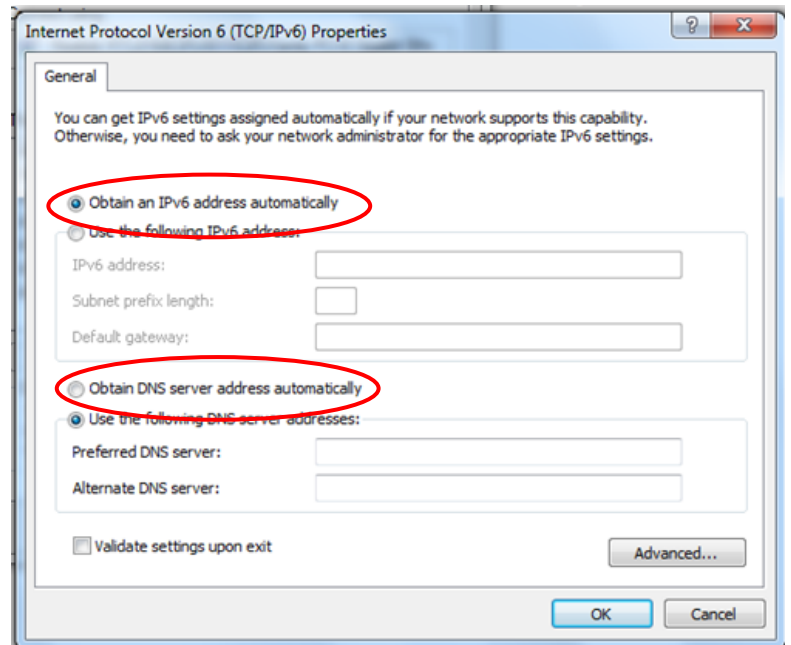 Internet Protocol Version 6 (TCP/IPv6) Properties
General
You can get IPv6 settings assigned automatically if your network supports this capability.
Otherwise, you need to ask your network administrator for the appropriate IPv6 settings.
Obtain an IPv6 address automatically
Use the following IPv6 address:
IPv6 address:
Subnet prefix length:
Default gateway:
Obtain DNS server address automatically
Use the following DNS server addresses:
Preferred DNS server:
Alternate DNS server:
Validate settings upon exit
Advanced...
OK Cancel